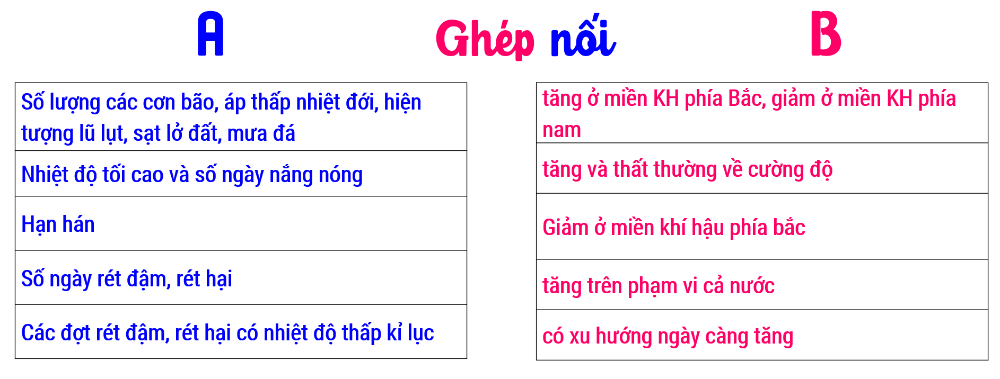 A
Ghép nối
B
Số lượng các cơn bão, áp thấp nhiệt đới, hiện
tượng lũ lụt, sạt lở đất, mưa đá
Nhiệt độ tối cao và số ngày nắng nóng
Hạn hán
Số ngày rét đậm, rét hại
Các đợt rét đậm, rét hại có nhiệt độ thấp kỉ lục
tăng ở miền KH phía Bắc, giảm ở miền KH phía
nam
tăng và thất thường về cường độ
Giảm ở miền khí hậu phía bắc
tăng trên phạm vi cả nước
có xu hướng ngày càng tăng